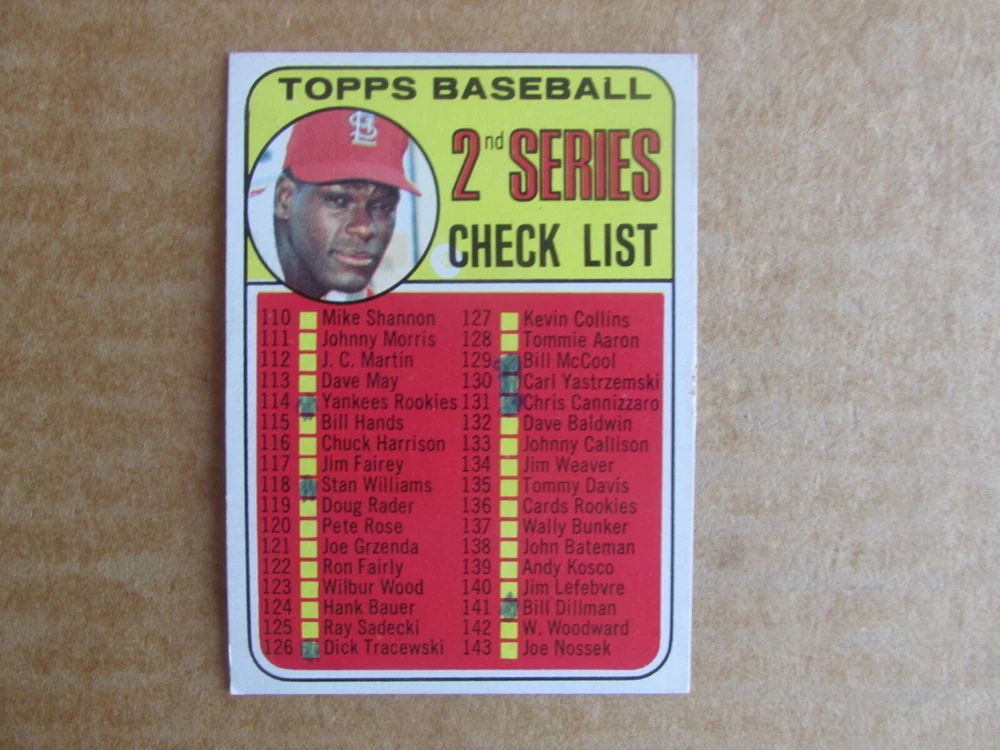 TOPPS BASEBALL
StL
2nd SERIES
CHECK LIST
110 Mike Shannon
111 Johnny Morris
112 J. C. Martin
113 Dave May
114 Yankees Rookies
115 Bill Hands
116 Chuck Harrison
117 Jim Fairey
118 Stan Williams
119 Doug Rader
120 Pete Rose
121 Joe Grzenda
122 Ron Fairly
123 Wilbur Wood
124 Hank Bauer
125 Ray Sadecki
126 Dick Tracewski
127 Kevin Collins
128 Tommie Aaron
129 Bill McCool
130 Carl Yastrzemski
131 Chris Cannizzaro
132 Dave Baldwin
133 Johnny Callison
134 Jim Weaver
135 Tommy Davis
136 Cards Rookies
137 Wally Bunker
138 John Bateman
139 Andy Kosco
140 Jim Lefebvre
141 Bill Dillman
142 W. Woodward
143 Joe Nossek